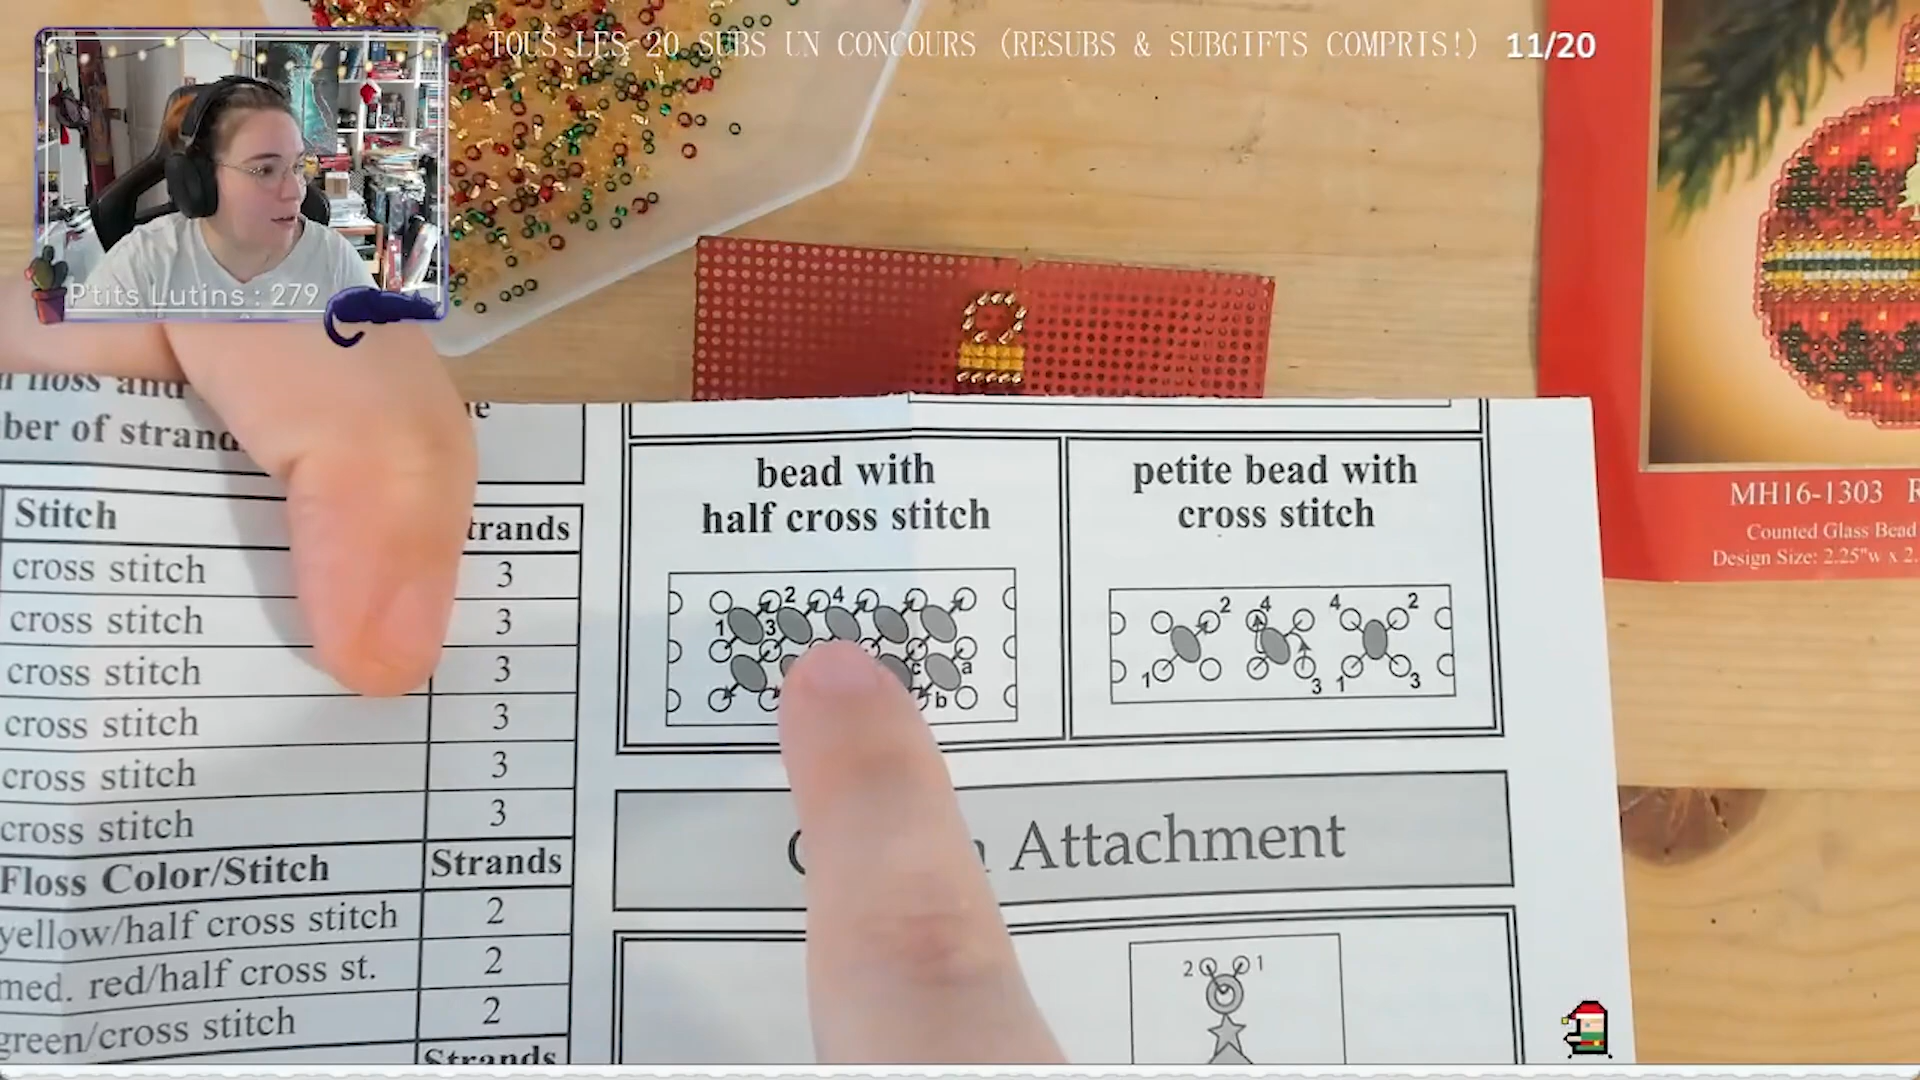 TOUS LES 20 SUBS UN CONCOURS (RESUBS & SUBGIFTS COMPRIS!) 11/20
P'tits Lutins : 279
floss and
ber of strand
Stitch
trands
cross stitch 3
cross stitch 3
cross stitch 3
cross stitch 3
cross stitch 3
cross stitch 3
Floss Color/Stitch Strands
yellow/half cross stitch 2
med. red/half cross st. 2
green/cross stitch 2
Strands
bead with
half cross stitch
2 4
1 3
c a
b
petite bead with
cross stitch
2 4 4 2
1 3 1 3
Attachment
2 1
MH16-1303 R
Counted Glass Bead
Design Size: 2.25"w x 2.